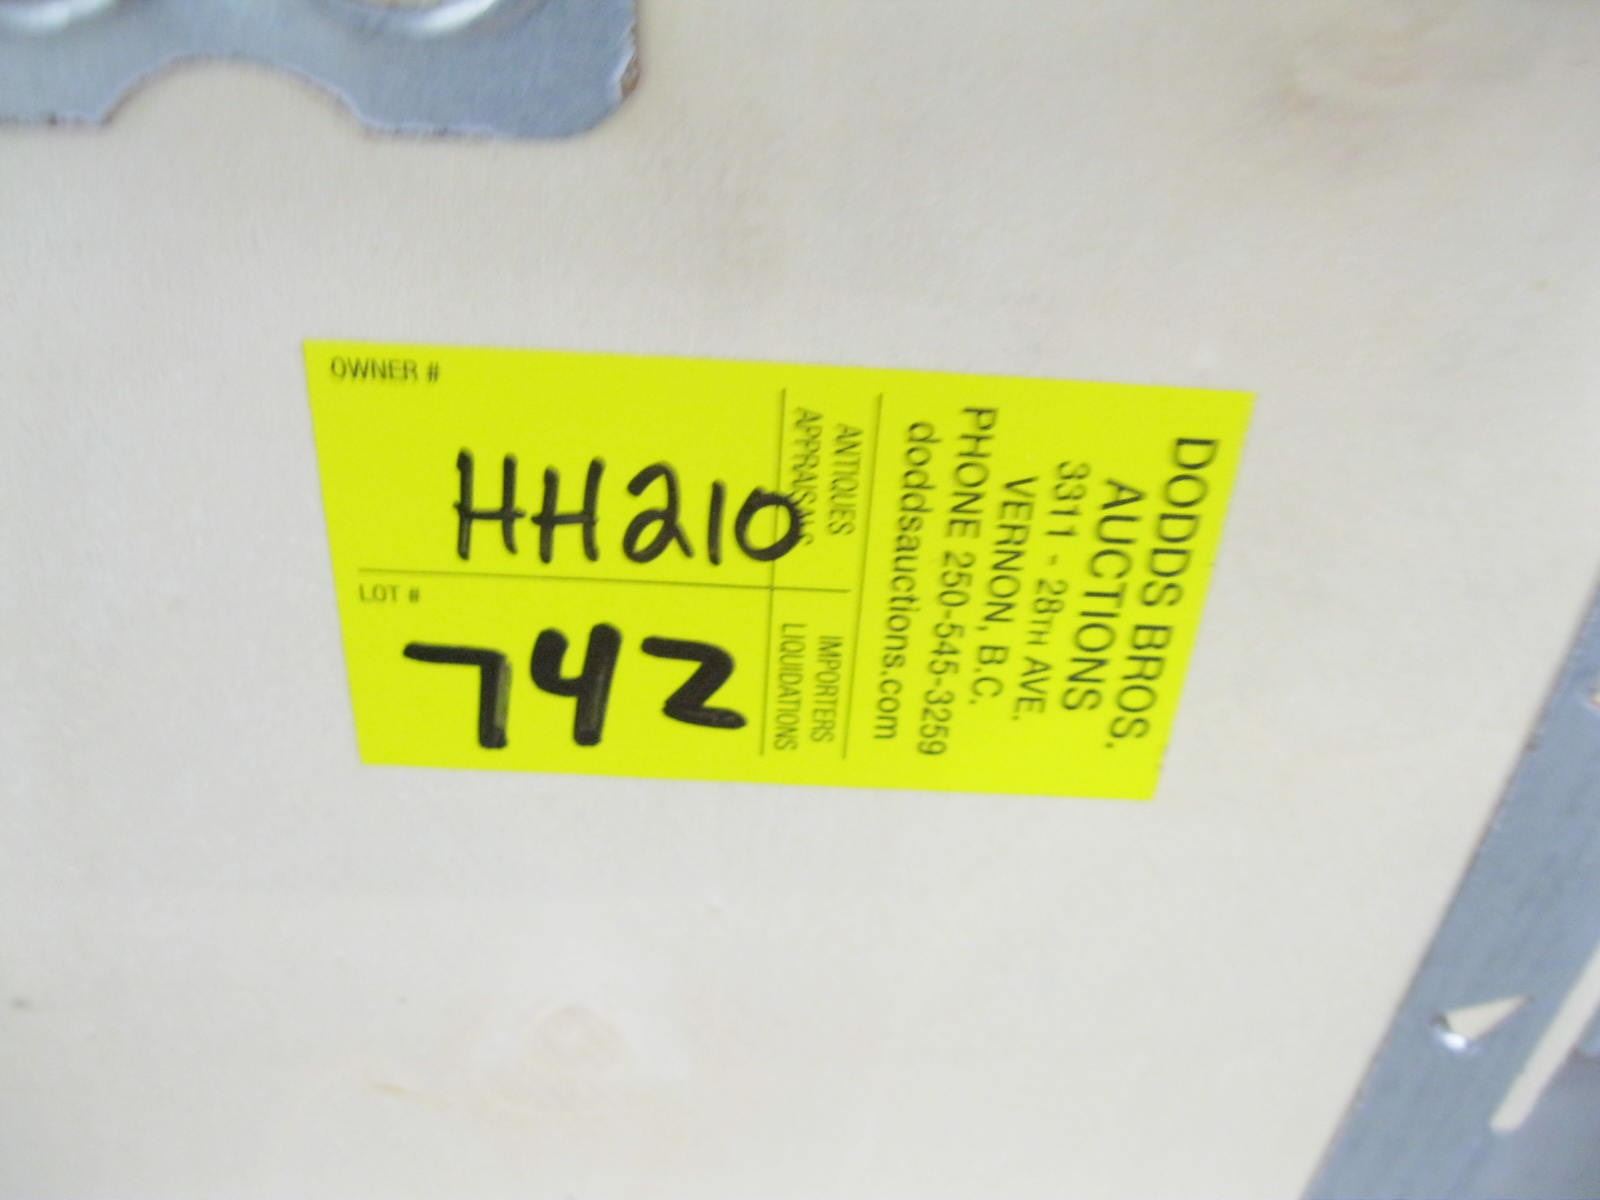 OWNER #
HH210
LOT #
742
DODDS BROS.
AUCTIONS
3311 - 28TH AVE.
VERNON, B.C.
PHONE 250-545-3259
doddsauctions.com
ANTIQUES
APPRAISALS
IMPORTERS
LIQUIDATIONS